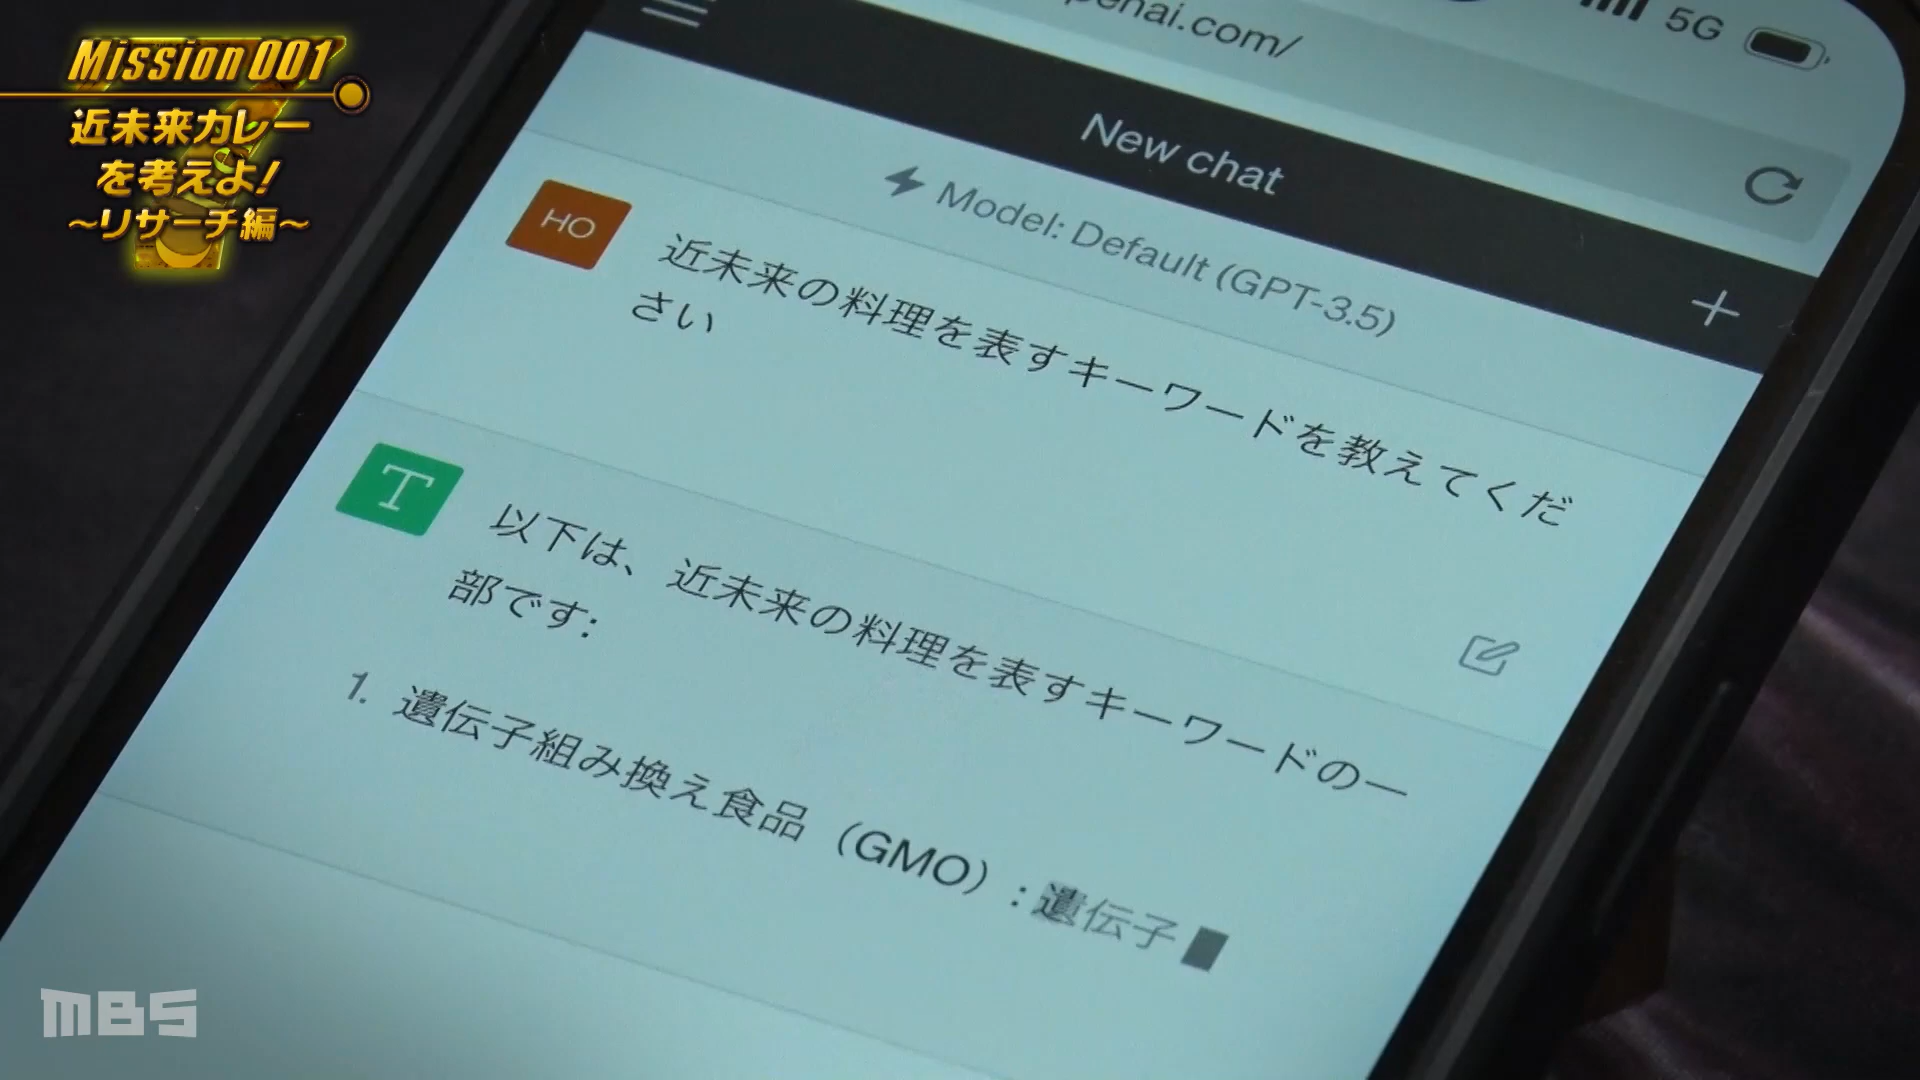 Mission 001
近未来カレー
を考えよ!
~リサーチ編~
penai.com/
5G
New chat
Model: Default (GPT-3.5)
HO
近未来の料理を表すキーワードを教えてくだ
さい
T
以下は、近未来の料理を表すキーワードの一
部です:
1. 遺伝子組み換え食品（GMO）: 遺伝子
MBS